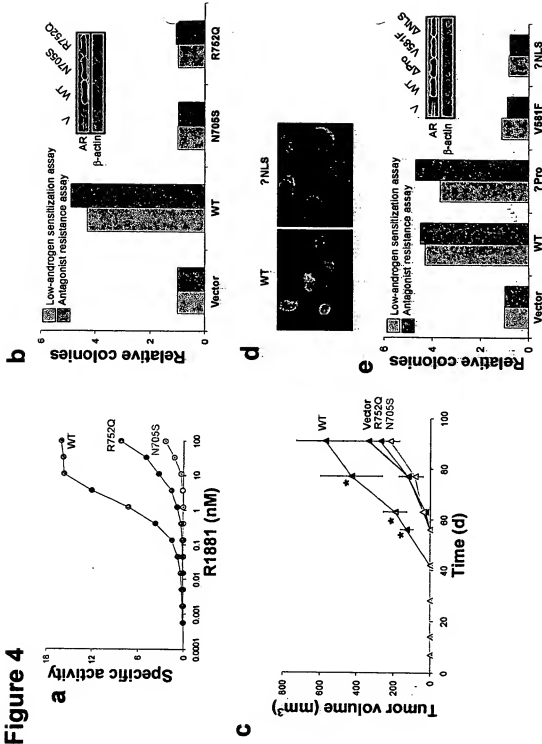 Figure 4
a
Specific activity
18
12
6
0
WT
R752Q
N705S
0.0001 0.001 0.01 0.1 1 10 100
R1881 (nM)
b
Relative colonies
6
4
2
0
Low-androgen sensitization assay
Antagonist resistance assay
V WT N705S R752Q
AR
β-actin
Vector WT N705S R752Q
c
Tumor volume (mm³)
800
600
400
200
0
WT
Vector
R752Q
N705S
*
*
*
0 20 40 60 80 100
Time (d)
d
WT ?NLS
e
Relative colonies
6
4
2
0
Low-androgen sensitization assay
Antagonist resistance assay
V WT ΔPro V581F ΔNLS
AR
β-actin
Vector WT ?Pro V581F ?NLS